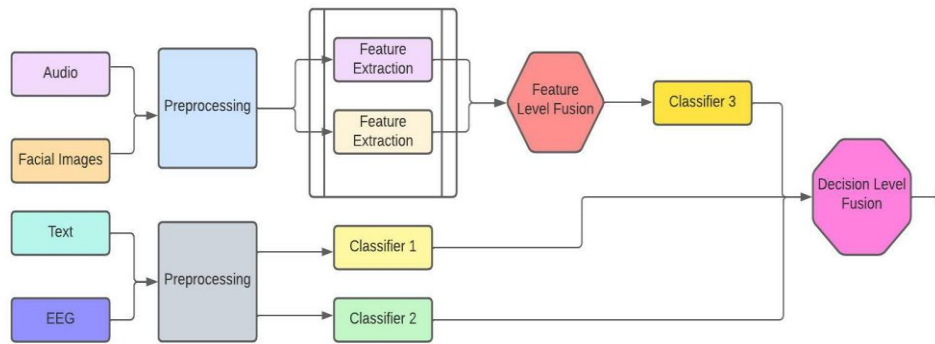 Audio
Facial Images
Preprocessing
Feature
Extraction
Feature
Extraction
Feature
Level Fusion
Classifier 3
Text
EEG
Preprocessing
Classifier 1
Classifier 2
Decision Level
Fusion